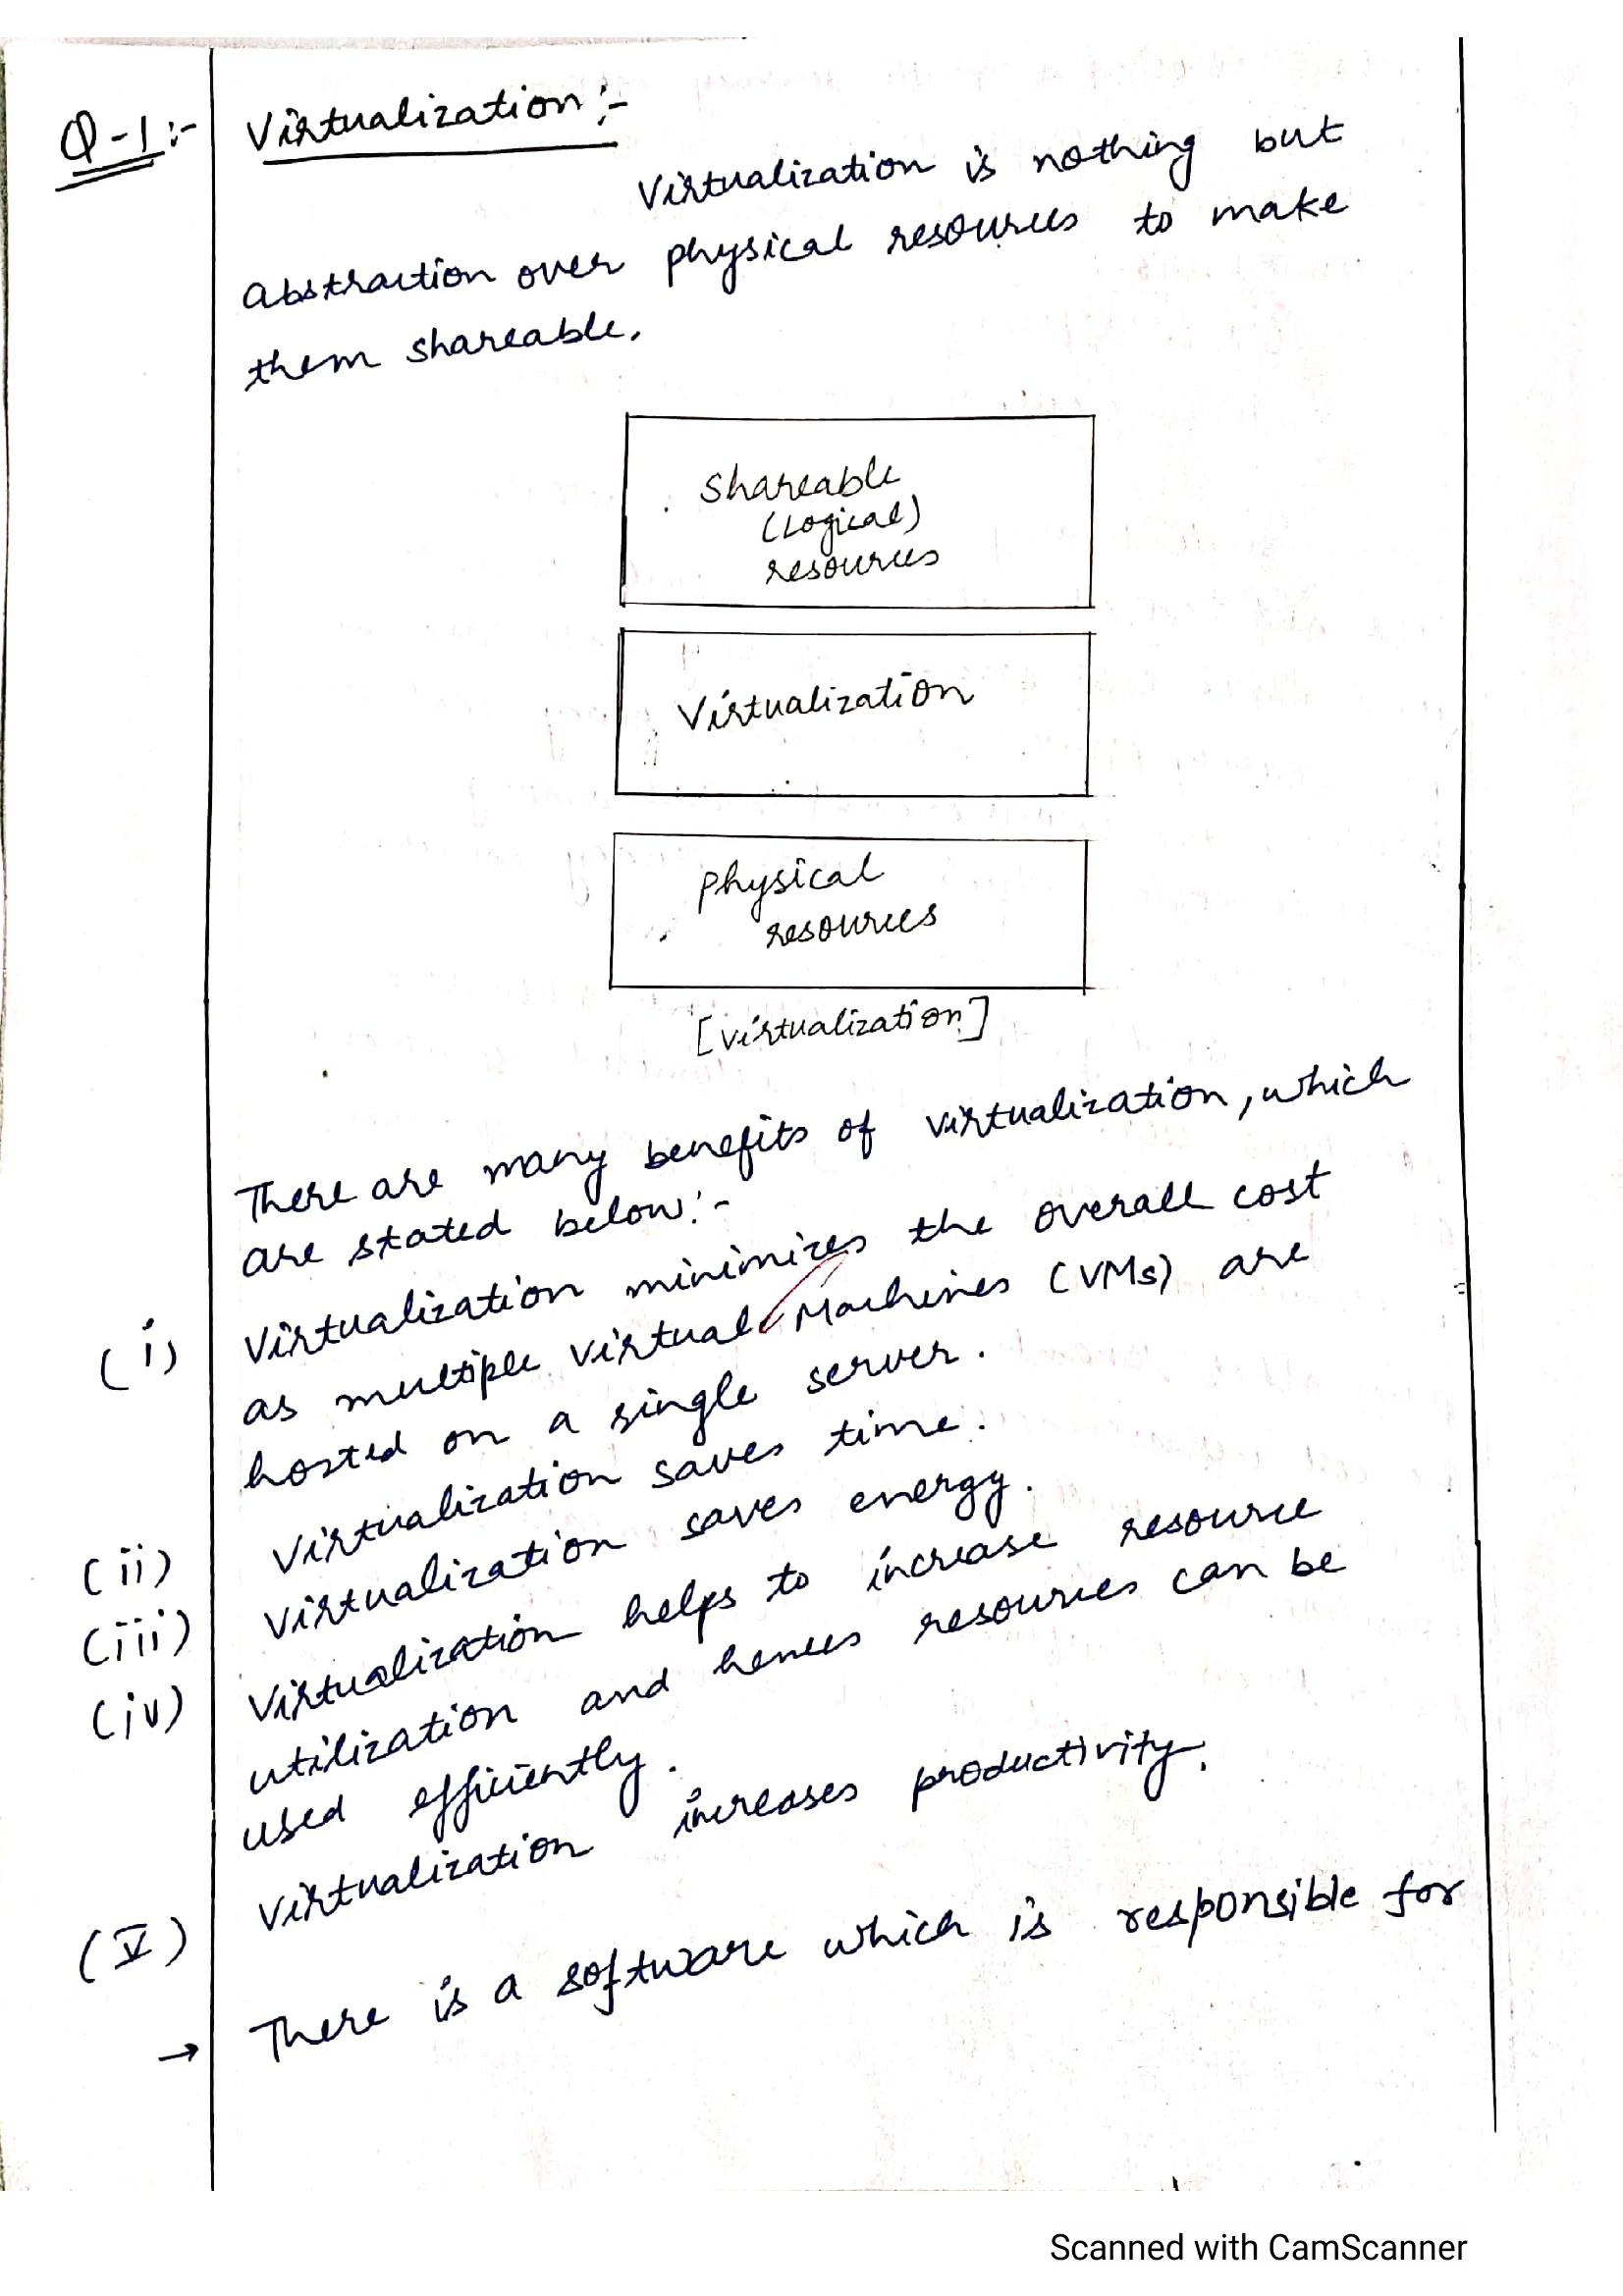 Q-1:- Virtualization:-
Virtualization is nothing but
abstraction over physical resources to make
them shareable.
Shareable
(Logical)
resources
Virtualization
Physical
resources
[Virtualization]
There are many benefits of virtualization, which
are stated below:-
(i) Virtualization minimizes the overall cost
as multiple Virtual Machines (VMs) are
hosted on a single server.
(ii) Virtualization saves time.
(iii) Virtualization saves energy.
(iv) Virtualization helps to increase resource
utilization and hences resources can be
used efficiently.
(V) Virtualization increases productivity.
→ There is a software which is responsible for
Scanned with CamScanner